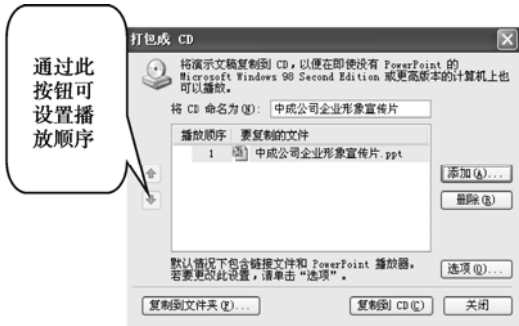 打包成 CD
通过此
按钮可
设置播
放顺序
将演示文稿复制到 CD，以便在即使没有 PowerPoint 的
Microsoft Windows 98 Second Edition 或更高版本的计算机上也
可以播放。
将 CD 命名为(N)： 中成公司企业形象宣传片
播放顺序 要复制的文件
1 中成公司企业形象宣传片.ppt
添加(A)...
删除(R)
默认情况下包含链接文件和 PowerPoint 播放器。
若要更改此设置，请单击“选项”。
选项(O)...
复制到文件夹(F)...
复制到 CD(C)
关闭